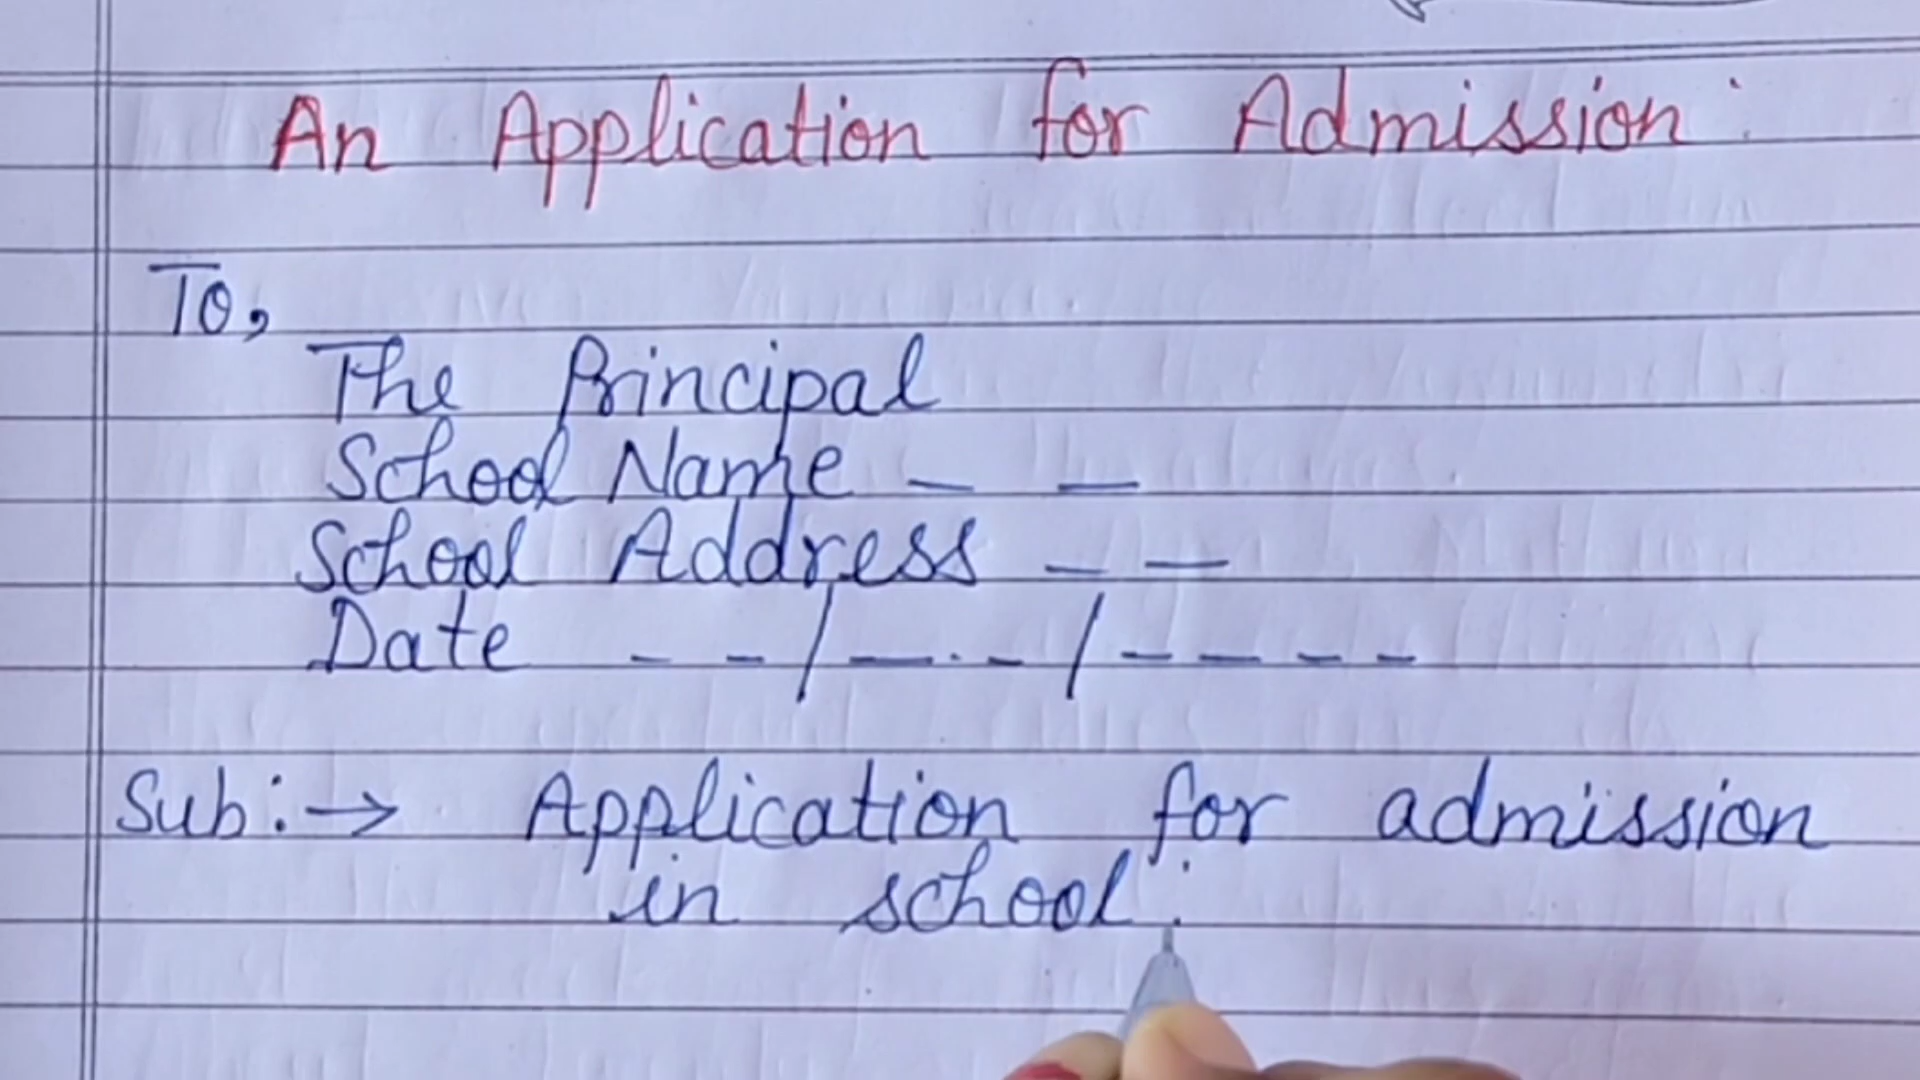 An Application for Admission :
To,
The Principal
School Name _ _
School Address _ _
Date _ _ / _ _ / _ _ _ _
Sub :→ Application for admission
in school :